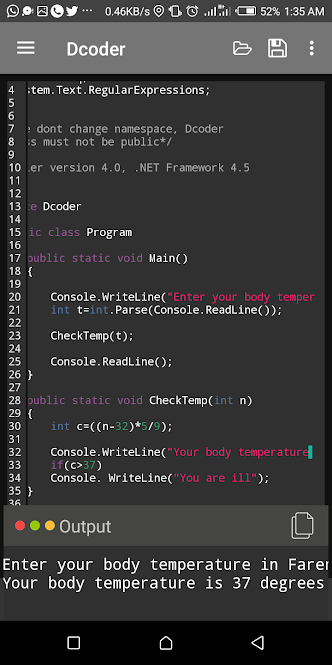 0.46KB/s 52% 1:35 AM
Dcoder
4 stem.Text.RegularExpressions;
5
6
7 e dont change namespace, Dcoder
8 ss must not be public*/
9
10 ler version 4.0, .NET Framework 4.5
11
12
13 e Dcoder
14
15 ic class Program
16
17 public static void Main()
18 {
19
20 Console.WriteLine("Enter your body temper
21 int t=int.Parse(Console.ReadLine());
22
23 CheckTemp(t);
24
25 Console.ReadLine();
26 }
27
28 public static void CheckTemp(int n)
29 {
30 int c=((n-32)*5/9);
31
32 Console.WriteLine("Your body temperature
33 if(c>37)
34 Console. WriteLine("You are ill");
35 }
36
Output
Enter your body temperature in Faren
Your body temperature is 37 degrees